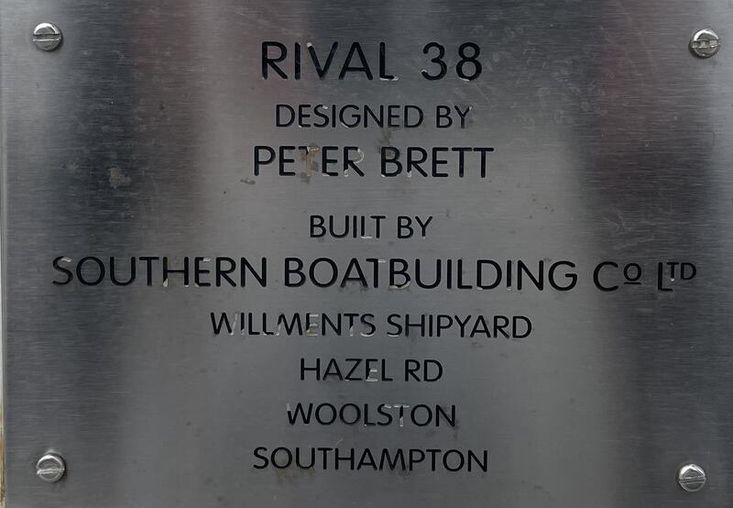 RIVAL 38
DESIGNED BY
PETER BRETT
BUILT BY
SOUTHERN BOATBUILDING Cº LTD
WILLMENTS SHIPYARD
HAZEL RD
WOOLSTON
SOUTHAMPTON